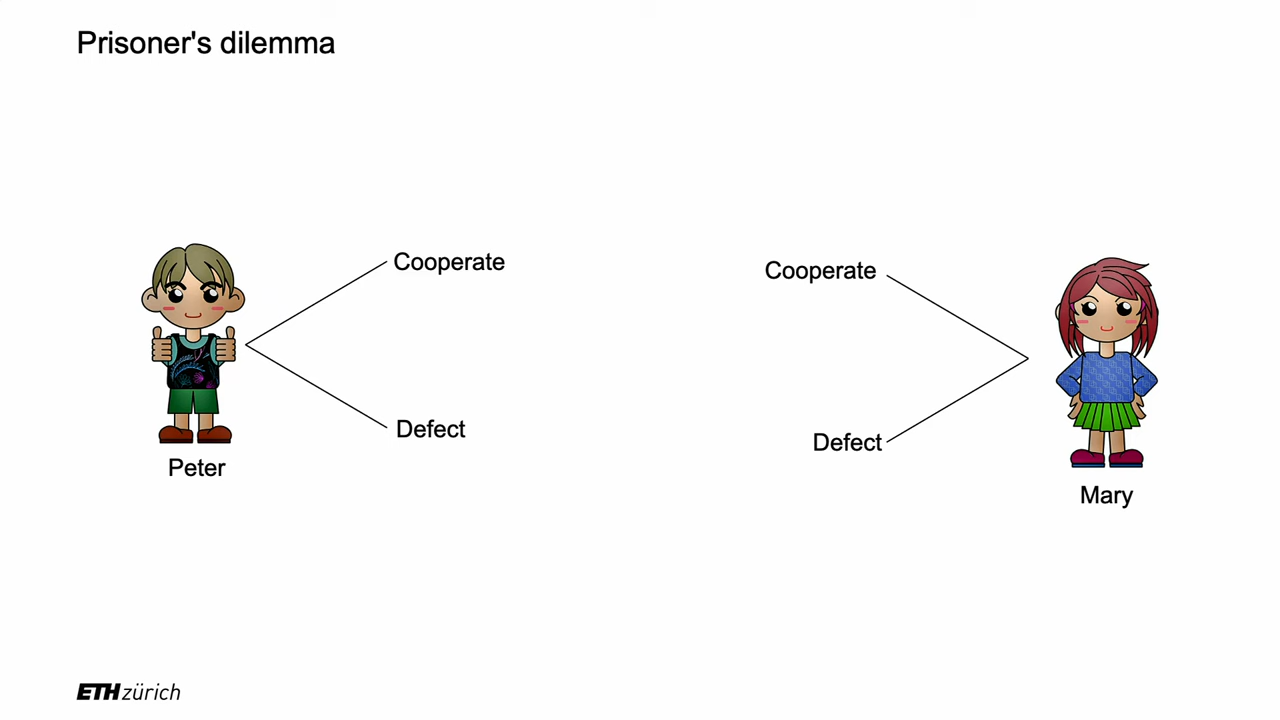 Prisoner's dilemma
Cooperate
Cooperate
Defect
Defect
Peter
Mary
ETH zürich